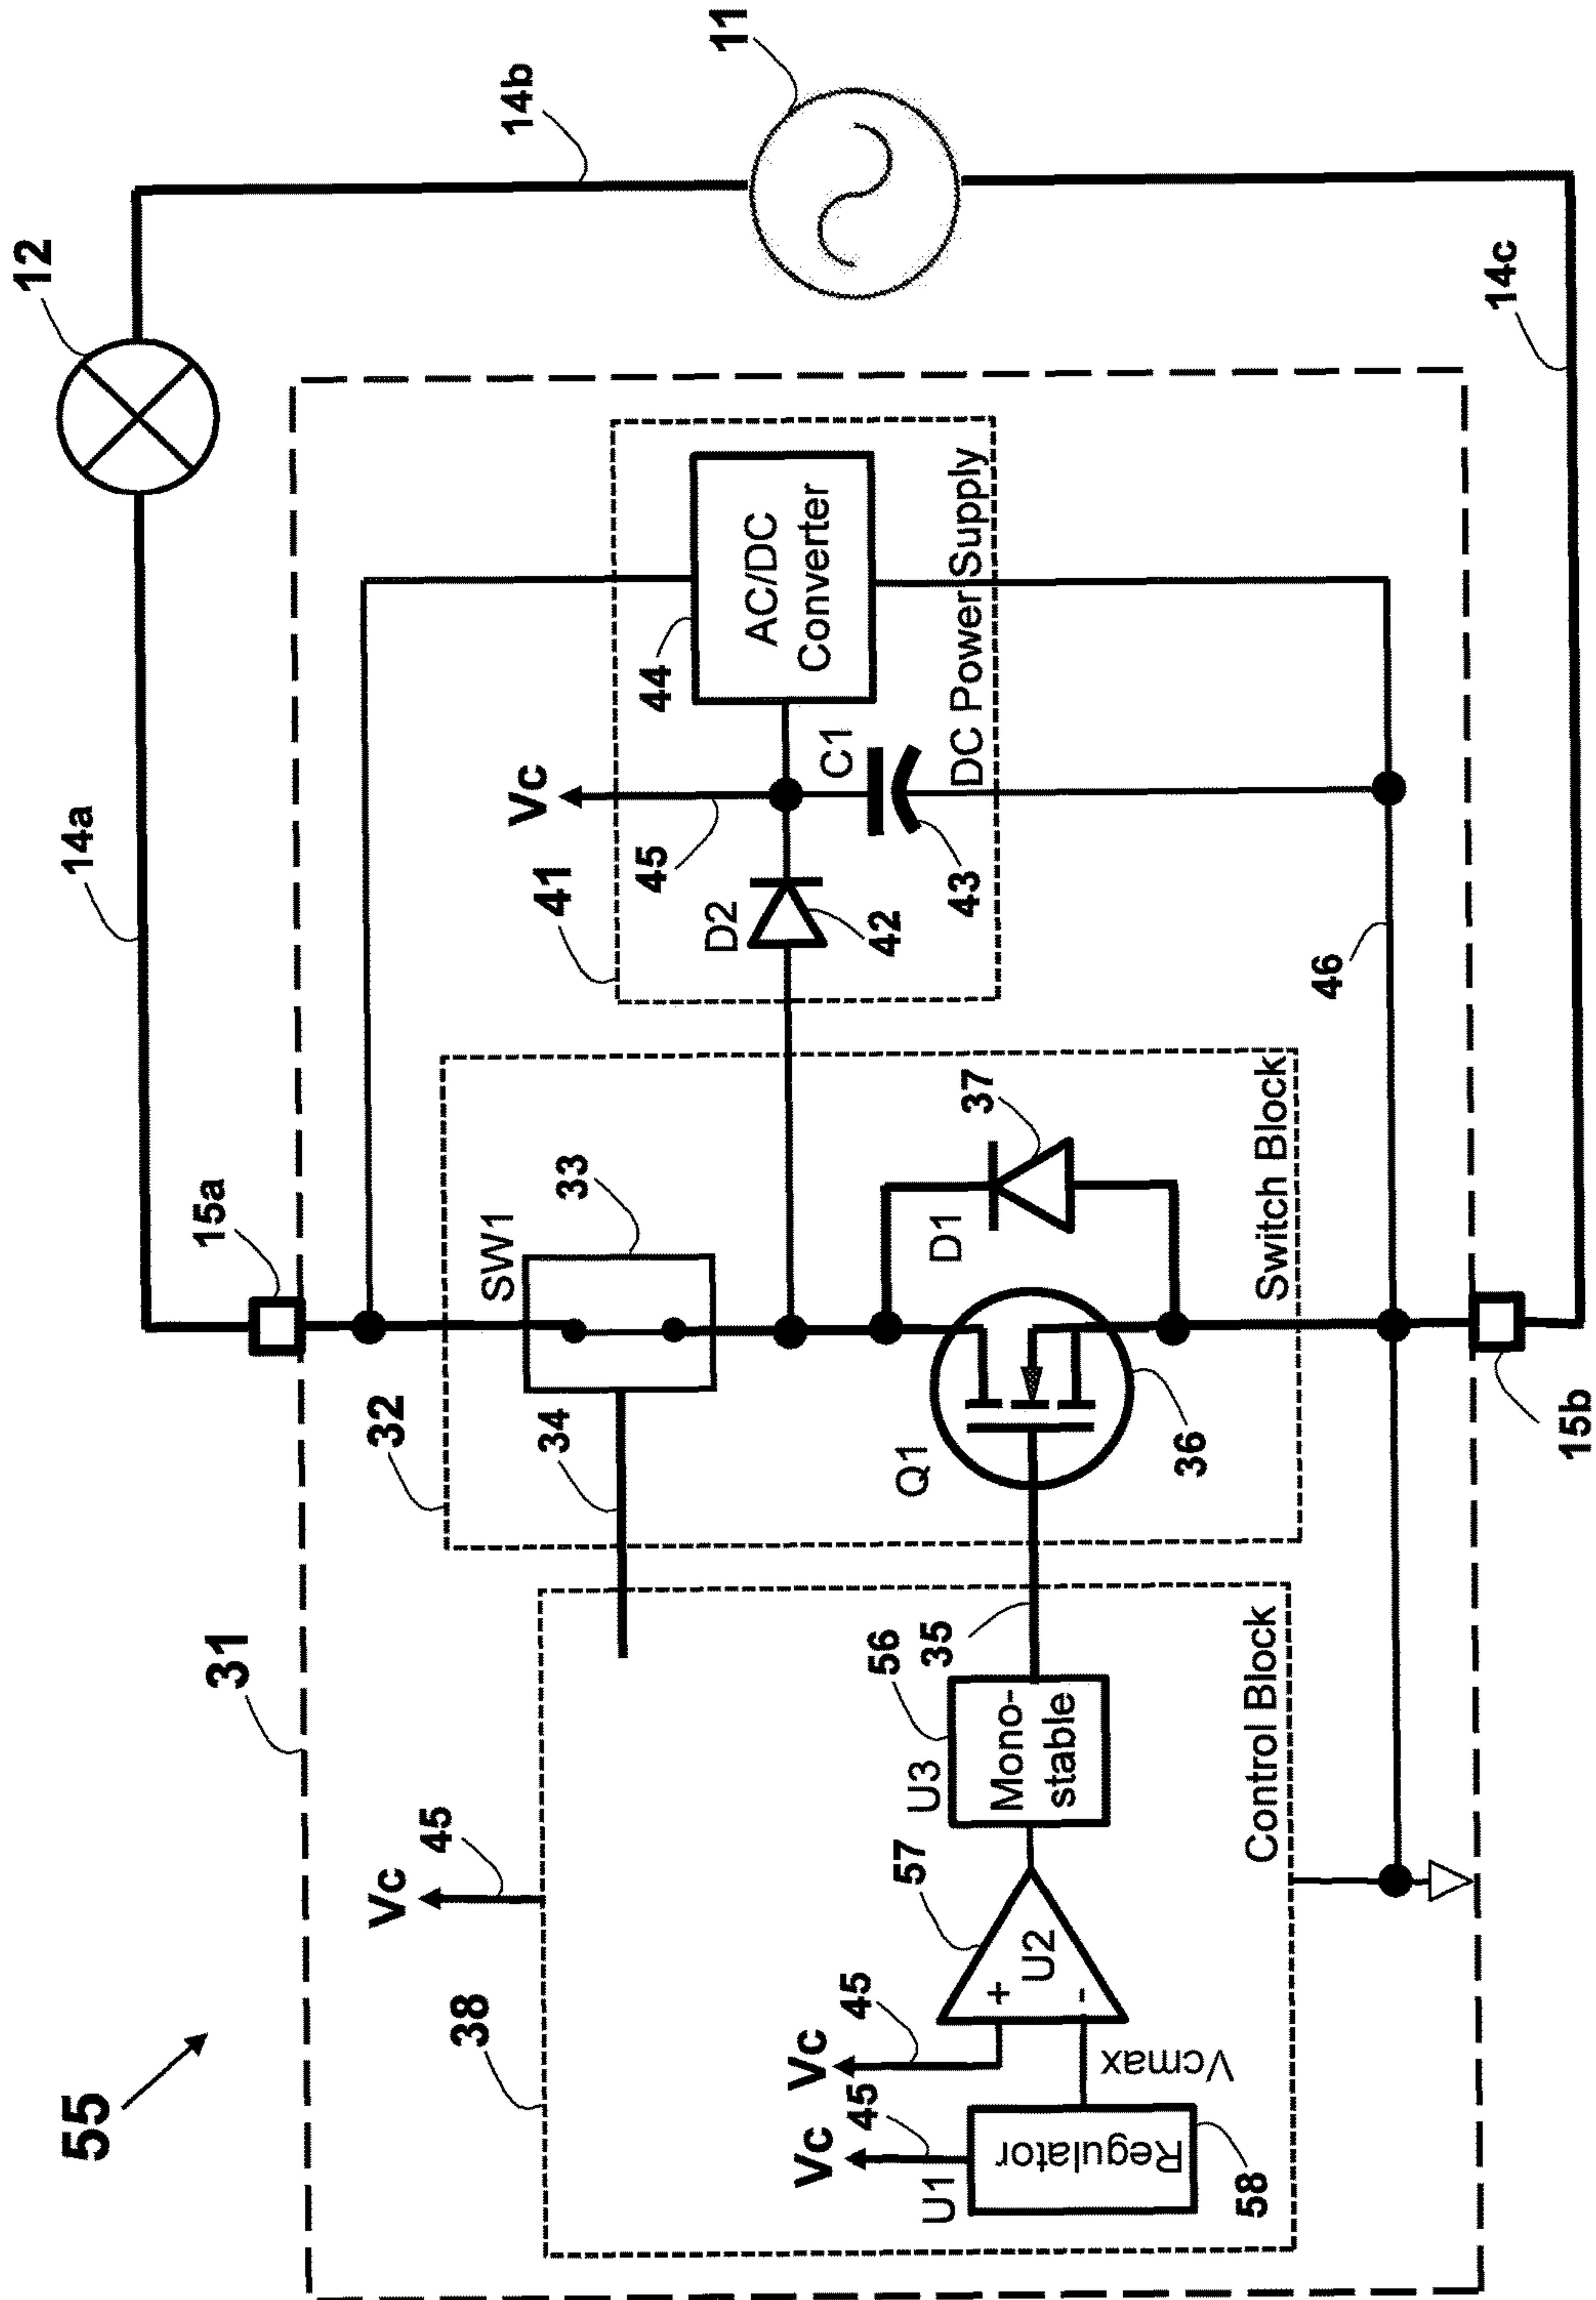 55
31
12
14a
14b
11
14c
15a
15b
32
SW1
33
34
Q1
36
D1
37
Switch Block
41
Vc
45
D2
42
C1
43
44
AC/DC
Converter
DC Power Supply
46
38
Vc
45
Vc
45
U1
Regulator
58
Vcmax
Vc
45
+
-
U2
57
U3
56
Mono-
stable
35
Control Block